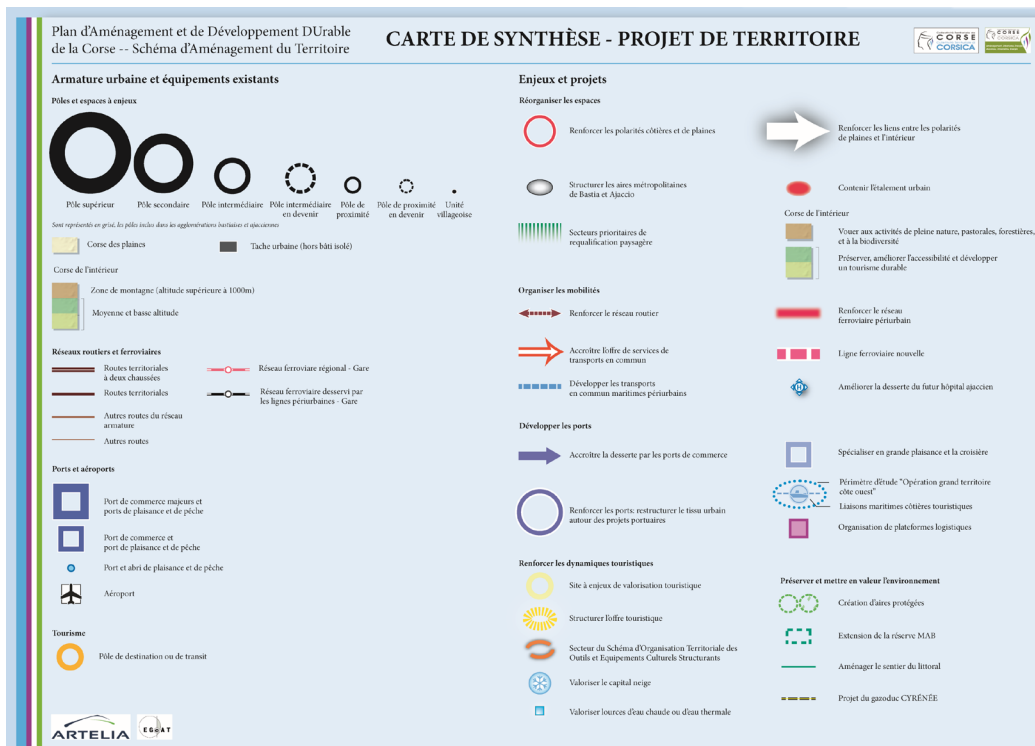 Plan d'Aménagement et de Développement DUrable
de la Corse -- Schéma d'Aménagement du Territoire
CARTE DE SYNTHÈSE - PROJET DE TERRITOIRE
CORSE
CORSICA
CORSE
CORSICA
Armature urbaine et équipements existants
Pôles et espaces à enjeux
Pôle supérieur
Pôle secondaire
Pôle intermédiaire
Pôle intermédiaire
en devenir
Pôle de
proximité
Pôle de proximité
en devenir
Unité
villageoise
Sont représentés en grisé, les pôles inclus dans les agglomérations bastiaises et ajacciennes
Corse des plaines
Tache urbaine (hors bâti isolé)
Corse de l'intérieur
Zone de montagne (altitude supérieure à 1000m)
Moyenne et basse altitude
Réseaux routiers et ferroviaires
Routes territoriales
à deux chaussées
Réseau ferroviare régional - Gare
Routes territoriales
Réseau ferroviaire desservi par
les lignes périurbaines - Gare
Autres routes du réseau
armature
Autres routes
Ports et aéroports
Port de commerce majeurs et
ports de plaisance et de pêche
Port de commerce et
port de plaisance et de pêche
Port et abri de plaisance et de pêche
Aéroport
Tourisme
Pôle de destination ou de transit
ARTELIA
EGoAT
Enjeux et projets
Réorganiser les espaces
Renforcer les polarités côtières et de plaines
Renforcer les liens entre les polarités
de plaines et l'intérieur
Structurer les aires métropolitaines
de Bastia et Ajaccio
Contenir l'étalement urbain
Secteurs prioritaires de
requalification paysagère
Corse de l'intérieur
Vouer aux activités de pleine nature, pastorales, forestières,
et à la biodiversité
Préserver, améliorer l'accessibilité et développer
un tourisme durable
Organiser les mobilités
Renforcer le réseau routier
Renforcer le réseau
ferroviaire périurbain
Accroître l'offre de services de
transports en commun
Ligne ferroviaire nouvelle
Développer les transports
en commun maritimes périurbains
H
Améliorer la desserte du futur hôpital ajaccien
Développer les ports
Accroître la desserte par les ports de commerce
Spécialiser en grande plaisance et la croisière
Périmètre d'étude "Opération grand territoire
côte ouest"
Liaisons maritimes côtières touristiques
Renforcer les ports: restructurer le tissu urbain
autour des projets portuaires
Organisation de plateformes logistiques
Renforcer les dynamiques touristiques
Site à enjeux de valorisation touristique
Structurer l'offre touristique
Secteur du Schéma d'Organisation Territoriale des
Outils et Equipements Culturels Structurants
Valoriser le capital neige
Valoriser lources d'eau chaude ou d'eau thermale
Préserver et mettre en valeur l'environnement
Création d'aires protégées
Extension de la réserve MAB
Aménager le sentier du littoral
Projet du gazoduc CYRÉNÉE